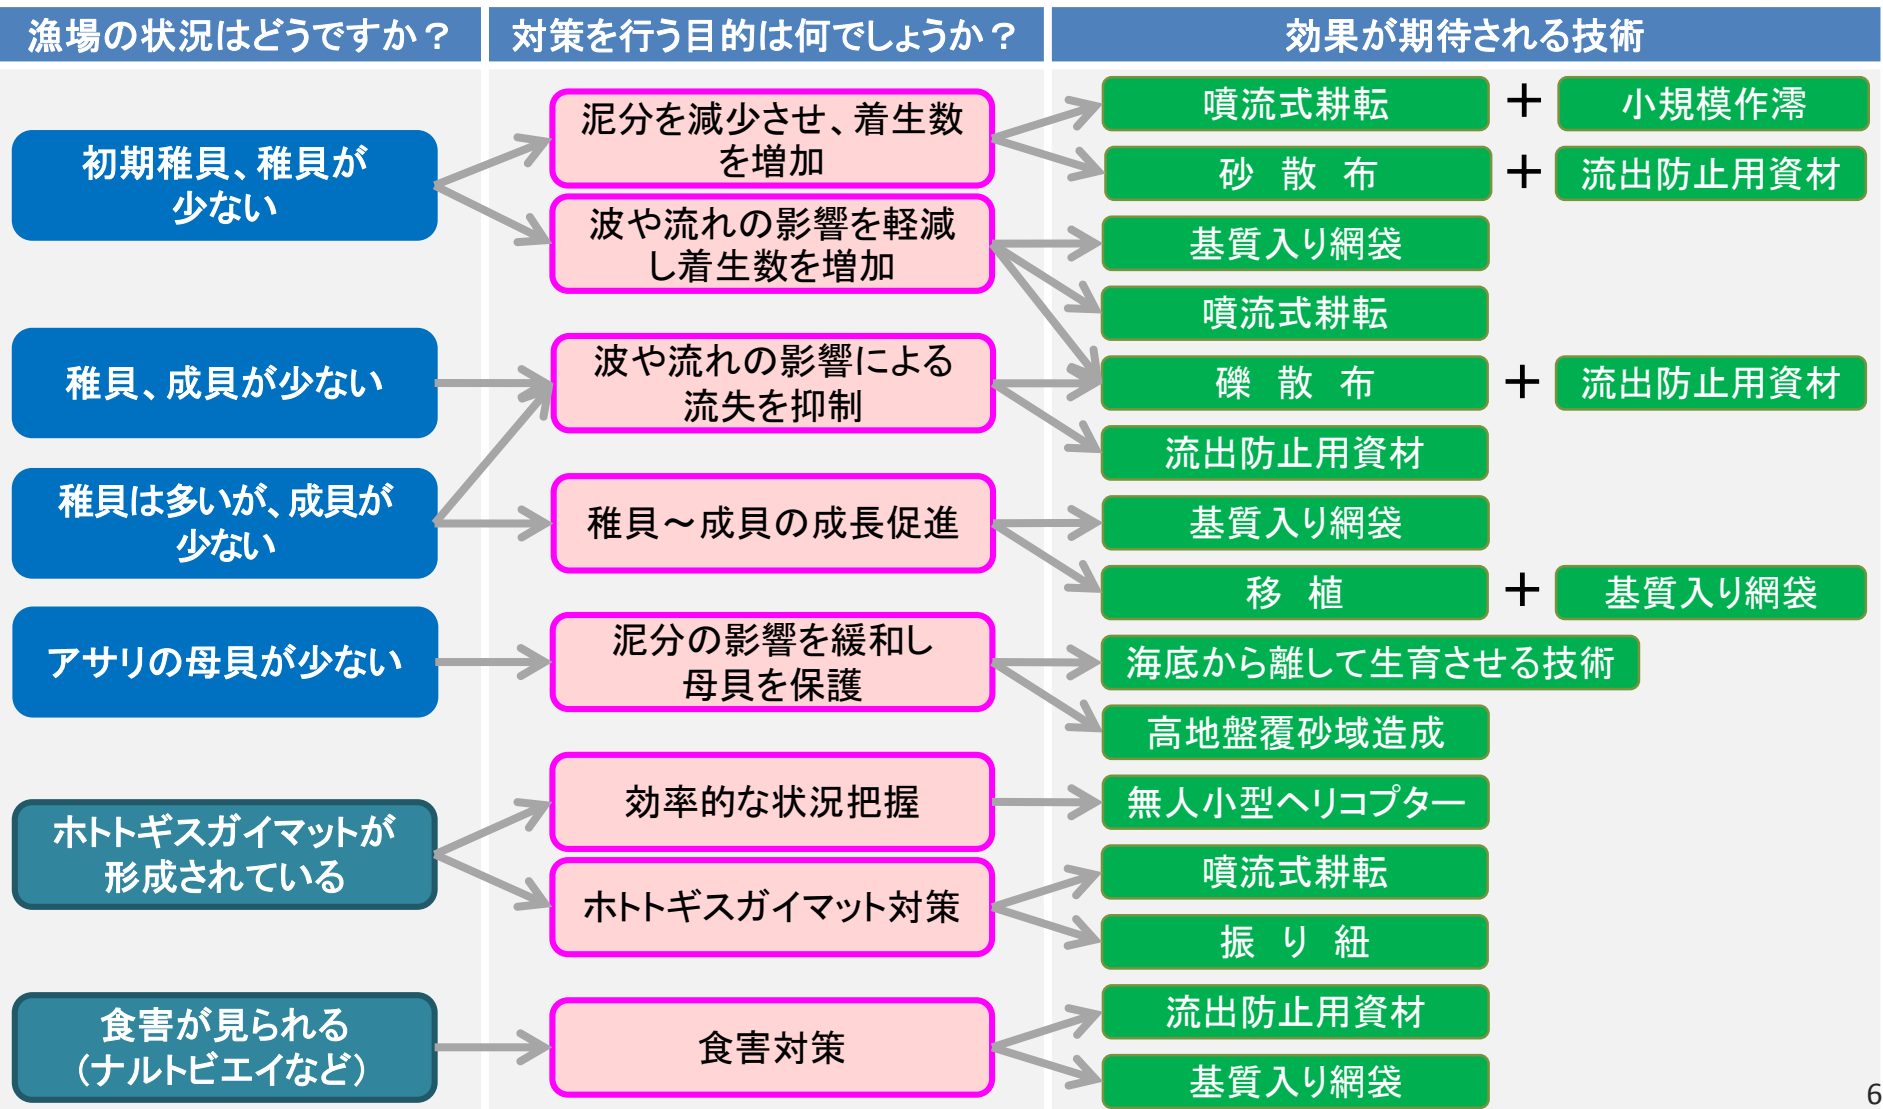 漁場の状況はどうですか？
対策を行う目的は何でしょうか？
効果が期待される技術
初期稚貝、稚貝が
少ない
稚貝、成貝が少ない
稚貝は多いが、成貝が
少ない
アサリの母貝が少ない
ホトトギスガイマットが
形成されている
食害が見られる
（ナルトビエイなど）
泥分を減少させ、着生数
を増加
波や流れの影響を軽減
し着生数を増加
波や流れの影響による
流失を抑制
稚貝～成貝の成長促進
泥分の影響を緩和し
母貝を保護
効率的な状況把握
ホトトギスガイマット対策
食害対策
噴流式耕転 ＋ 小規模作澪
砂 散 布 ＋ 流出防止用資材
基質入り網袋
噴流式耕転
礫 散 布 ＋ 流出防止用資材
流出防止用資材
基質入り網袋
移 植 ＋ 基質入り網袋
海底から離して生育させる技術
高地盤覆砂域造成
無人小型ヘリコプター
噴流式耕転
振 り 紐
流出防止用資材
基質入り網袋
6